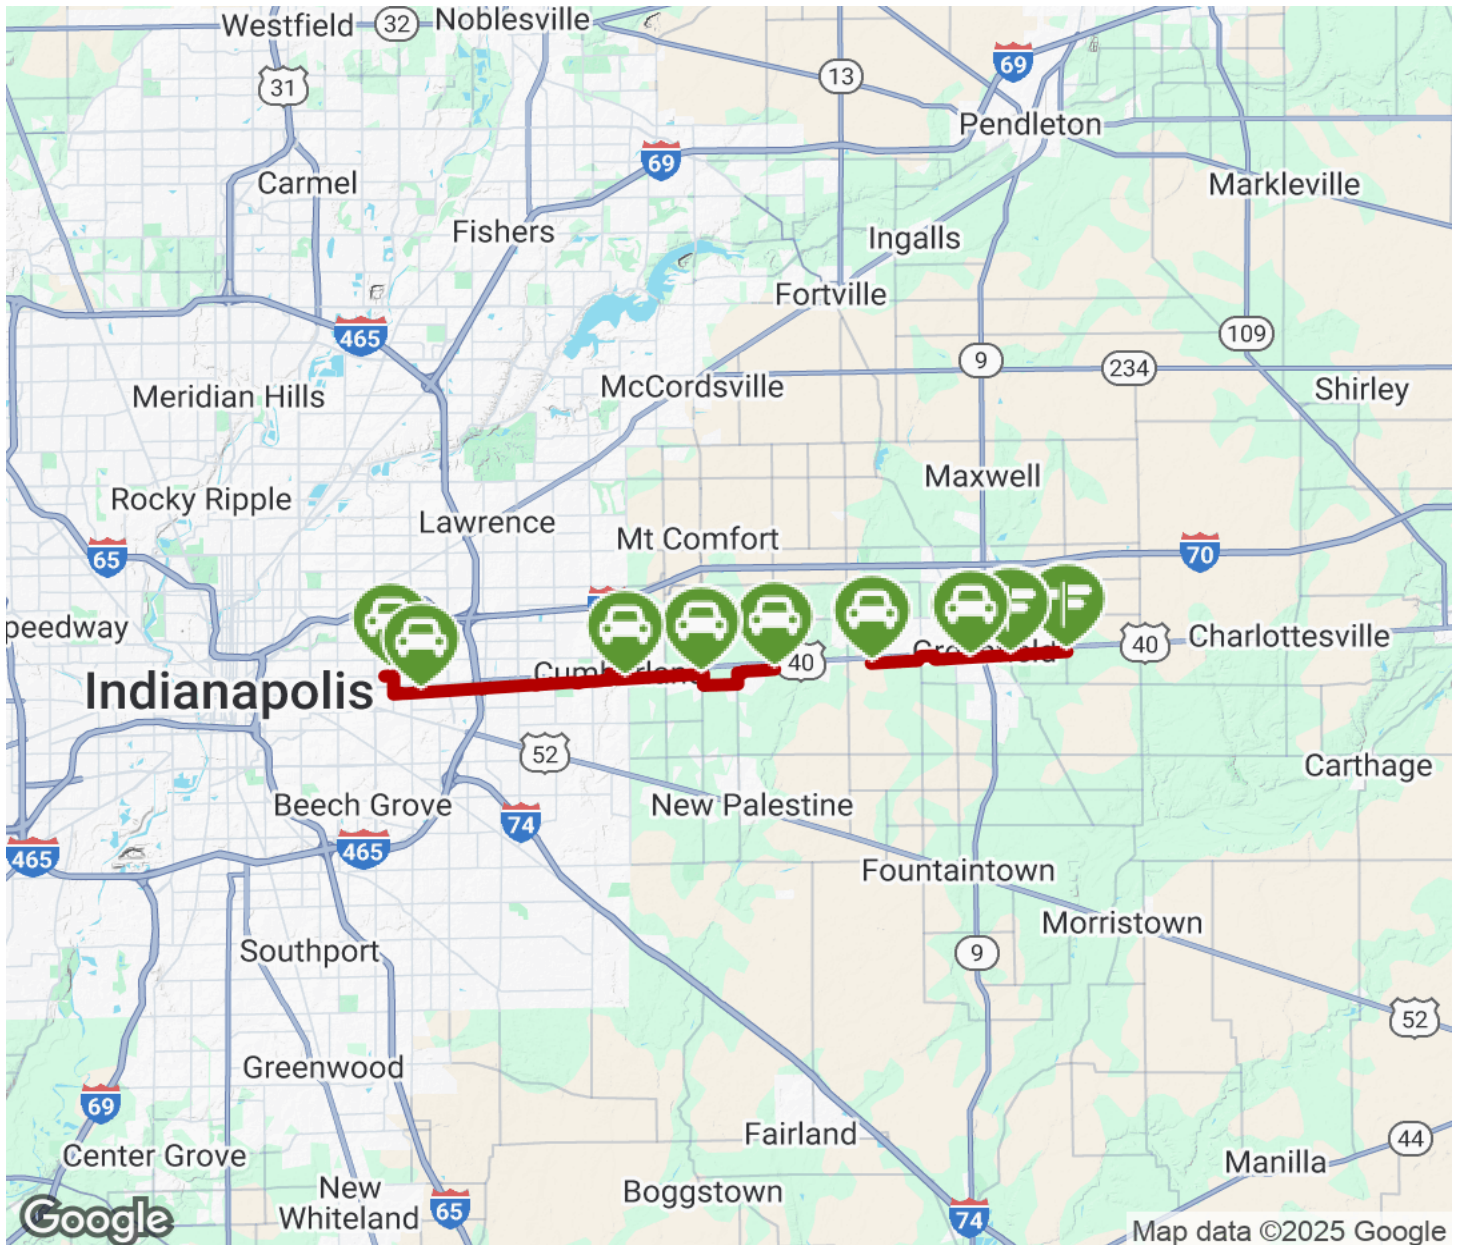 Westfield
32
Noblesville
31
69
13
Pendleton
69
Carmel
Markleville
Fishers
Ingalls
Fortville
465
109
9
234
Meridian Hills
McCordsville
Shirley
Maxwell
Rocky Ripple
Lawrence
Mt Comfort
65
70
peedway
40
Charlottesville
40
Indianapolis
52
Carthage
Beech Grove
New Palestine
74
465
465
Fountaintown
Morristown
Southport
9
52
Greenwood
69
Fairland
44
Center Grove
Manilla
New
Whiteland
65
Boggstown
74
Google
Map data ©2025 Google